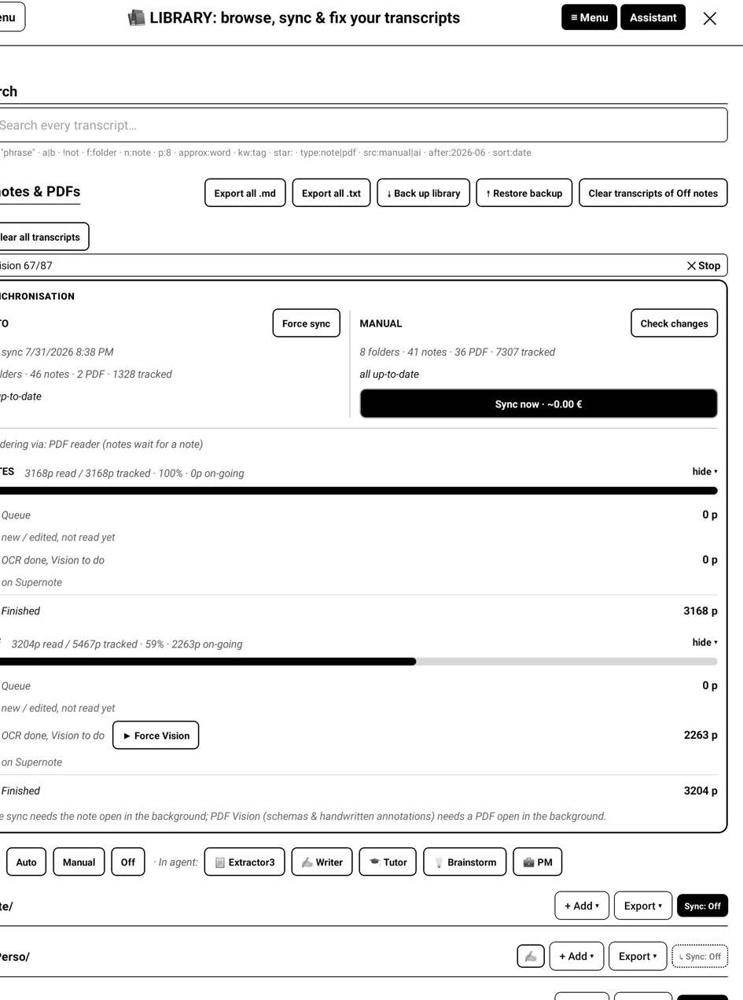 enu
LIBRARY: browse, sync & fix your transcripts
≡ Menu
Assistant
rch
Search every transcript…
"phrase" · a|b · !not · f:folder · n:note · p:8 · approx:word · kw:tag · star: · type:note|pdf · src:manual|ai · after:2026-06 · sort:date
otes & PDFs
Export all .md
Export all .txt
⭳ Back up library
⭱ Restore backup
Clear transcripts of Off notes
lear all transcripts
ision 67/87
✕ Stop
NCHRONISATION
TO
Force sync
sync 7/31/2026 8:38 PM
lders · 46 notes · 2 PDF · 1328 tracked
up-to-date
MANUAL
Check changes
8 folders · 41 notes · 36 PDF · 7307 tracked
all up-to-date
Sync now · ~0.00 €
dering via: PDF reader (notes wait for a note)
TES 3168p read / 3168p tracked · 100% · 0p on-going
hide ▾
Queue 0 p
new / edited, not read yet
OCR done, Vision to do 0 p
on Supernote
Finished 3168 p
3204p read / 5467p tracked · 59% · 2263p on-going
hide ▾
Queue 0 p
new / edited, not read yet
OCR done, Vision to do ► Force Vision 2263 p
on Supernote
Finished 3204 p
e sync needs the note open in the background; PDF Vision (schemas & handwritten annotations) needs a PDF open in the background.
Auto Manual Off · In agent: Extractor3 Writer Tutor Brainstorm PM
te/
+ Add ▾ Export ▾ Sync: Off
Perso/
+ Add ▾ Export ▾ ↳ Sync: Off